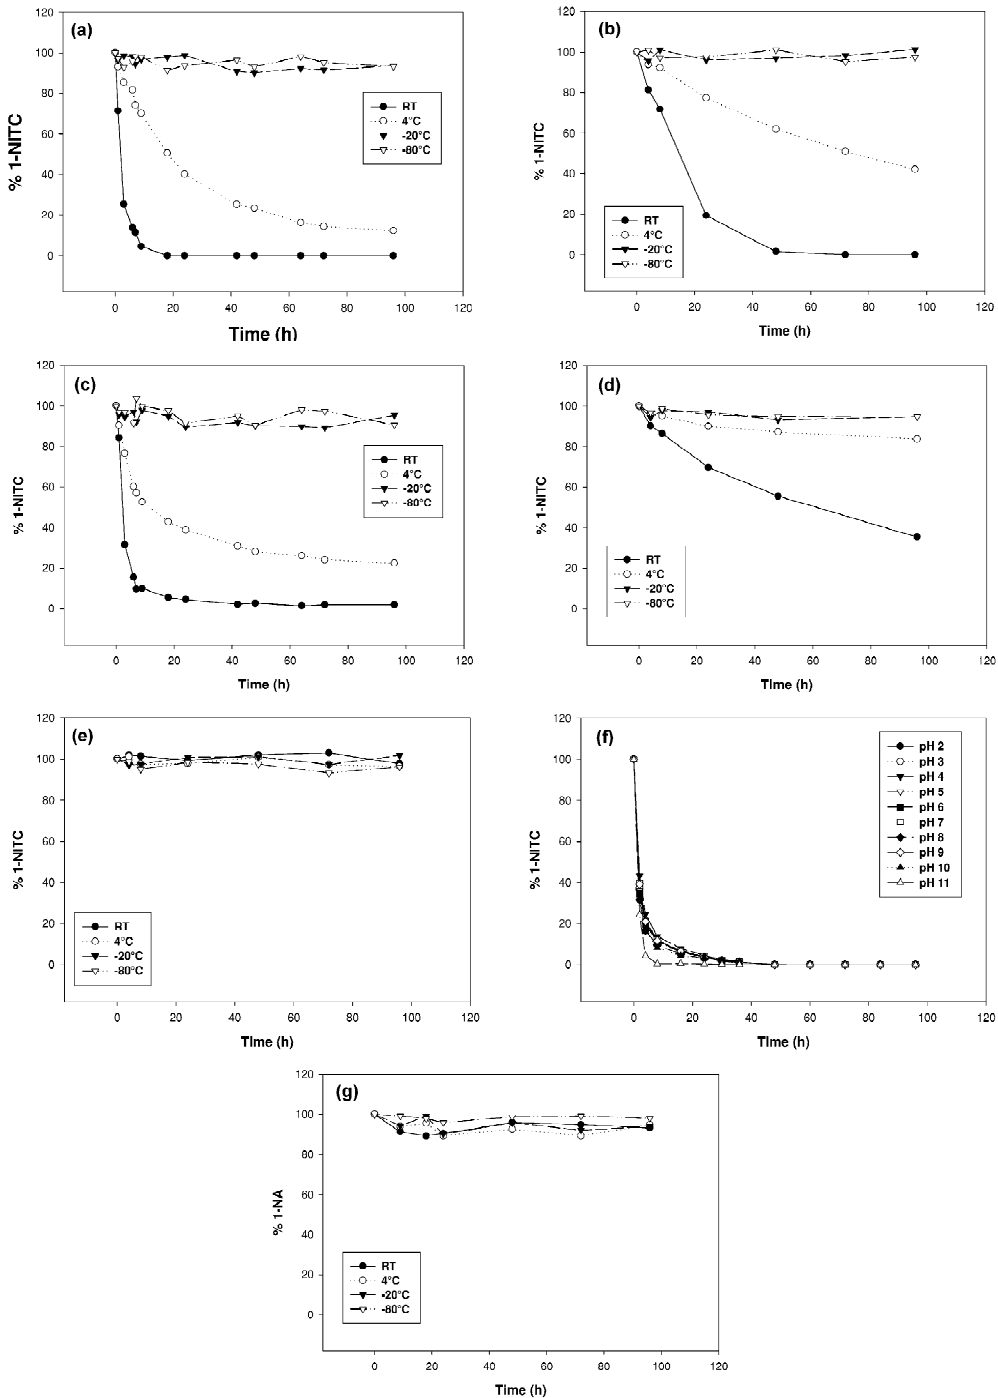 (a)
120
100
80
60
40
20
0
% 1-NITC
0 20 40 60 80 100 120
Time (h)
RT
4°C
-20°C
-80°C
(b)
120
100
80
60
40
20
0
% 1-NITC
0 20 40 60 80 100 120
Time (h)
RT
4°C
-20°C
-80°C
(c)
120
100
80
60
40
20
0
% 1-NITC
0 20 40 60 80 100 120
Time (h)
RT
4°C
-20°C
-80°C
(d)
120
100
80
60
40
20
0
% 1-NITC
0 20 40 60 80 100 120
Time (h)
RT
4°C
-20°C
-80°C
(e)
120
100
80
60
40
20
0
% 1-NITC
0 20 40 60 80 100 120
Time (h)
RT
4°C
-20°C
-80°C
(f)
120
100
80
60
40
20
0
% 1-NITC
0 20 40 60 80 100 120
Time (h)
pH 2
pH 3
pH 4
pH 5
pH 6
pH 7
pH 8
pH 9
pH 10
pH 11
(g)
120
100
80
60
40
20
0
% 1-NA
0 20 40 60 80 100 120
Time (h)
RT
4°C
-20°C
-80°C